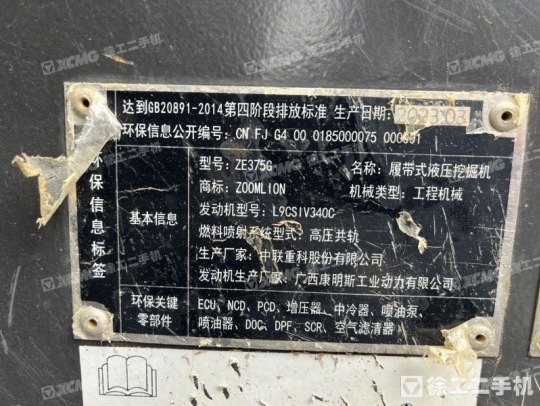 达到GB20891-2014第四阶段排放标准 生产日期: 2023.03
环保信息公开编号: CN FJ G4 00 0185000075 000001
环保信息标签
基本信息
型号: ZE375G 名称: 履带式液压挖掘机
商标: ZOOMLION 机械类型: 工程机械
发动机型号: L9CSIV340C
燃料喷射系统型式: 高压共轨
生产厂家: 中联重科股份有限公司
发动机生产厂: 广西康明斯工业动力有限公司
环保关键零部件
ECU、NCD、PCD、增压器、中冷器、喷油泵、
喷油器、DOC、DPF、SCR、空气滤清器
XCMG 徐工二手机
徐工二手机